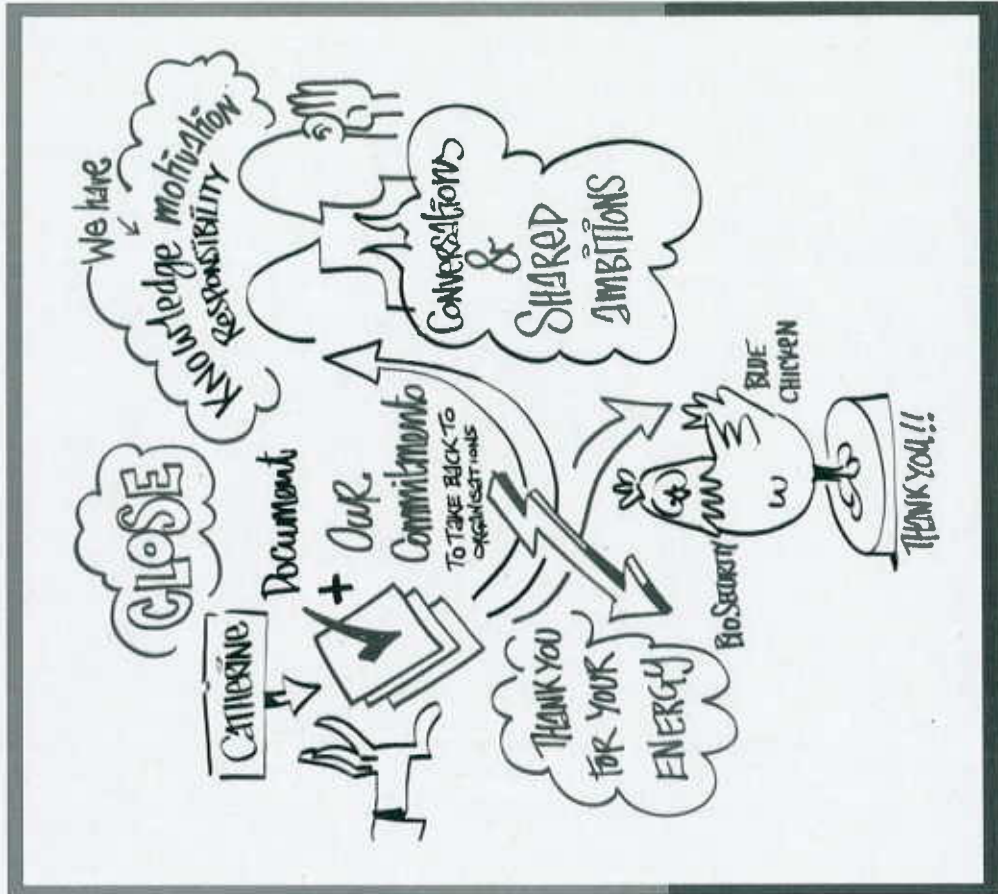 CLOSE
CATHERINE
Document
+ OUR
Commitments
TO TAKE BACK TO
ORGANISATIONS
We have
KNOWledge motivation
RESPONSIBILITY
CONVERSATIONS
&
SHARED
AMBITIONS
THANK YOU
FOR YOUR
ENERGY
BIOSECURITY
BLUE
CHICKEN
THANK YOU!!